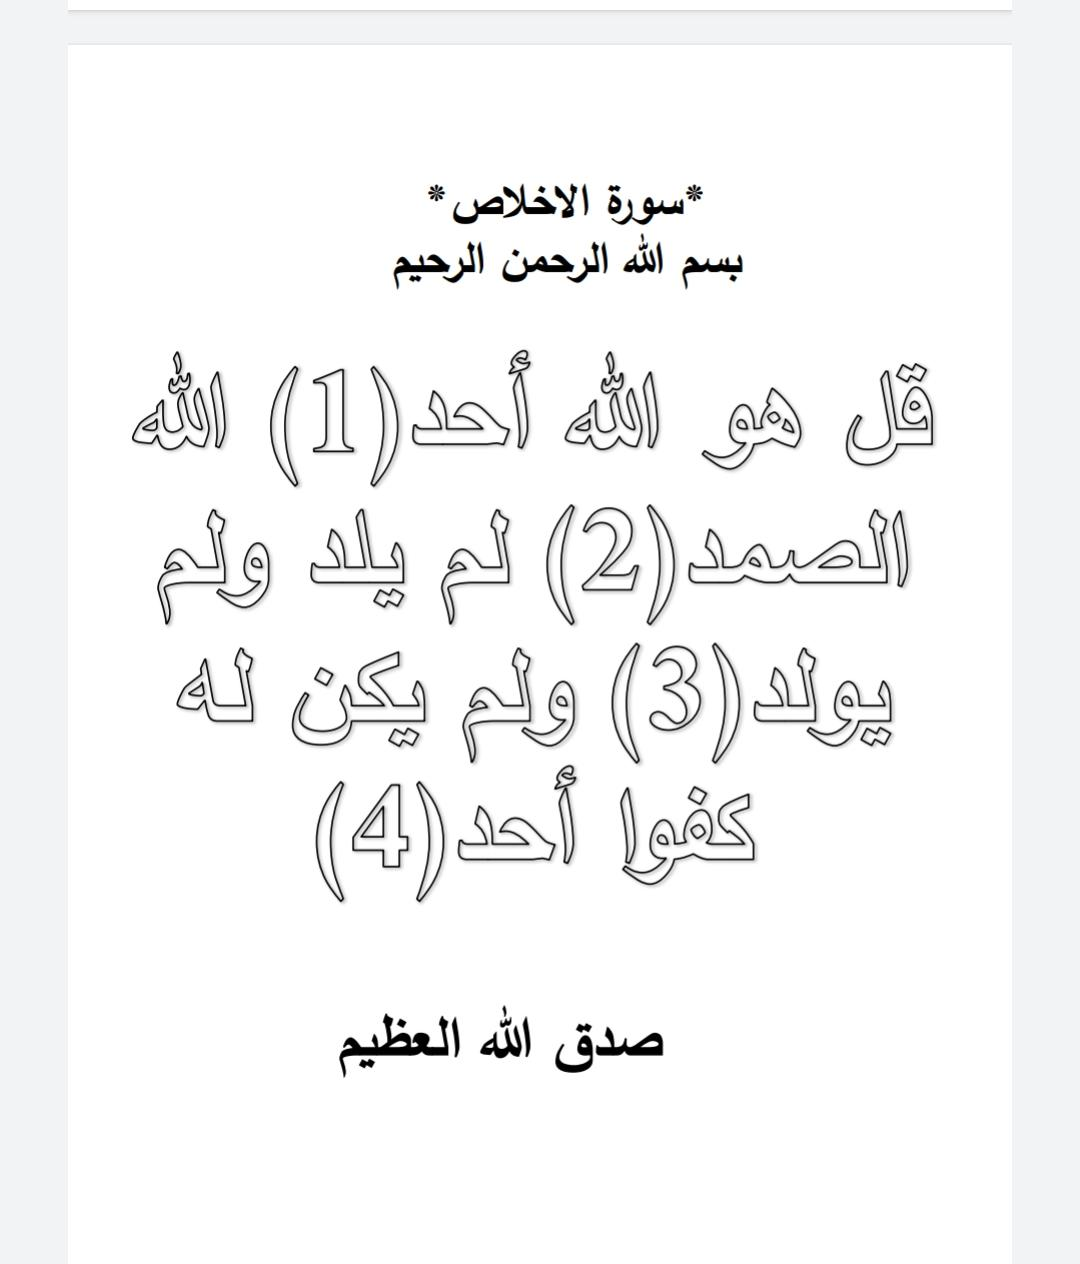 *سورة الاخلاص*
بسم الله الرحمن الرحيم
قل هو الله أحد(1) الله
الصمد(2) لم يلد ولم
يولد(3) ولم يكن له
كفوا أحد(4)
صدق الله العظيم